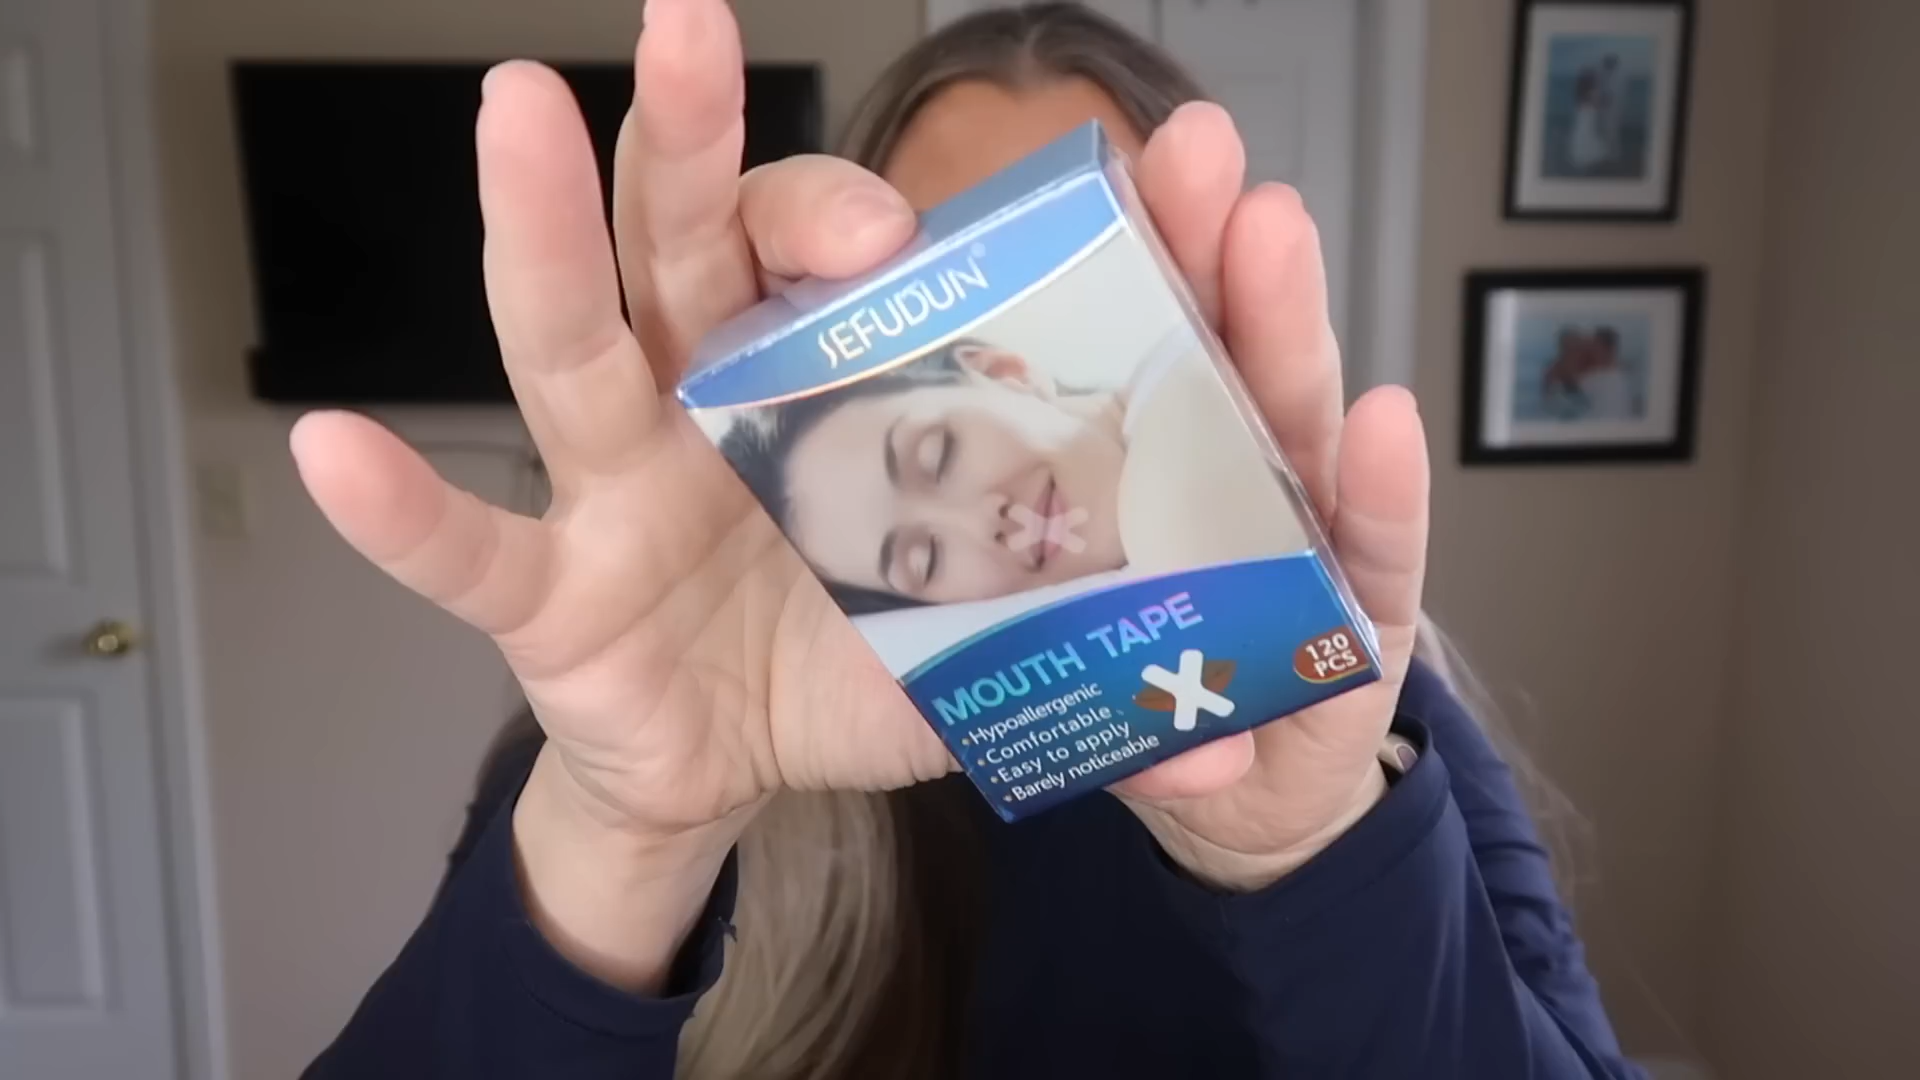 SEFUDUN®
MOUTH TAPE
• Hypoallergenic
• Comfortable
• Easy to apply
• Barely noticeable
120
PCS